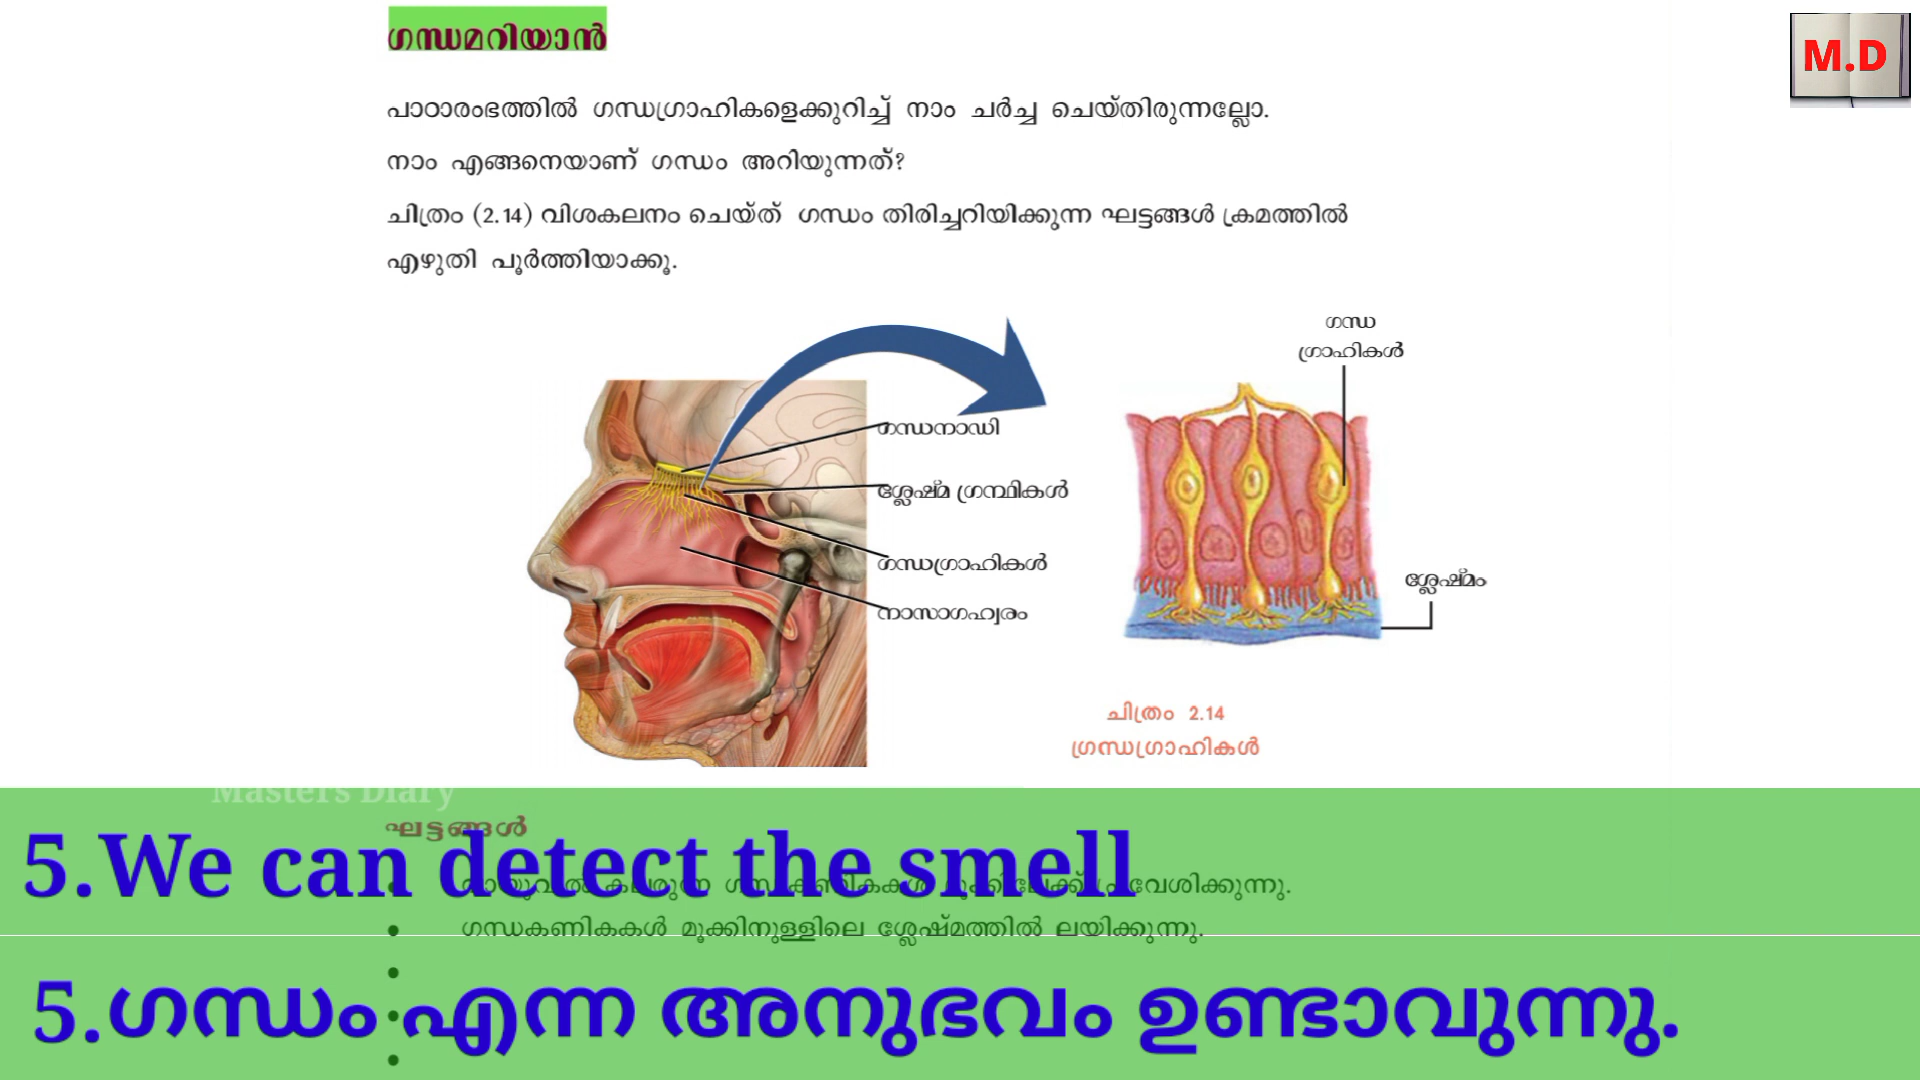 ഗന്ധമറിയാൻ
M.D
പാഠാരംഭത്തിൽ ഗന്ധഗ്രാഹികളെക്കുറിച്ച് നാം ചർച്ച ചെയ്തിരുന്നല്ലോ.
നാം എങ്ങനെയാണ് ഗന്ധം അറിയുന്നത്?
ചിത്രം (2.14) വിശകലനം ചെയ്ത് ഗന്ധം തിരിച്ചറിയിക്കുന്ന ഘട്ടങ്ങൾ ക്രമത്തിൽ
എഴുതി പൂർത്തിയാക്കൂ.
ഗന്ധ
ഗ്രാഹികൾ
ഗന്ധനാഡി
ശ്ലേഷ്മ ഗ്രന്ഥികൾ
ഗന്ധഗ്രാഹികൾ
ശ്ലേഷ്മം
നാസാഗഹ്വരം
ചിത്രം 2.14
ഗ്രന്ധഗ്രാഹികൾ
Masters Diary
ഘട്ടങ്ങൾ
5.We can detect the smell
കലരുന്ന പ്രവേശിക്കുന്നു.
ഗന്ധകണികകൾ മൂക്കിനുള്ളിലെ ശ്ലേഷ്മത്തിൽ ലയിക്കുന്നു.
5.ഗന്ധം എന്ന അനുഭവം ഉണ്ടാവുന്നു.